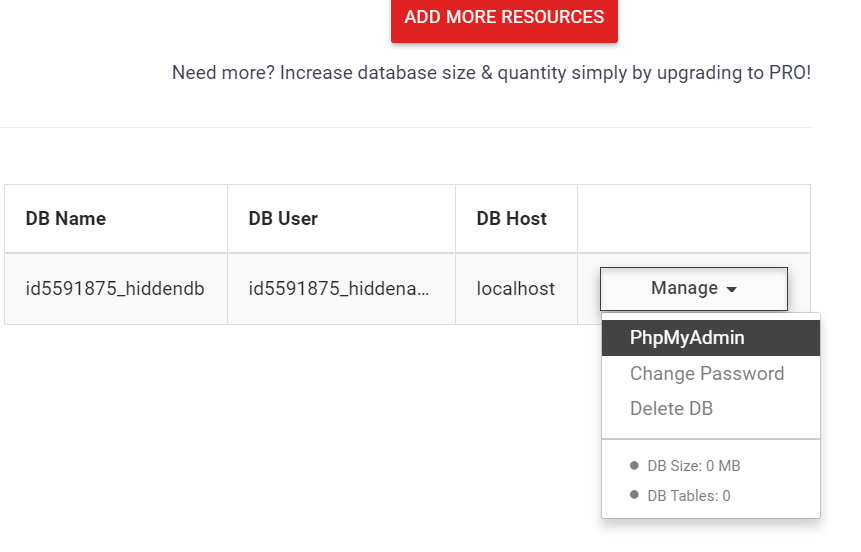 ADD MORE RESOURCES
Need more? Increase database size & quantity simply by upgrading to PRO!
DB Name DB User DB Host
id5591875_hiddendb id5591875_hiddena... localhost Manage
PhpMyAdmin
Change Password
Delete DB
DB Size: 0 MB
DB Tables: 0